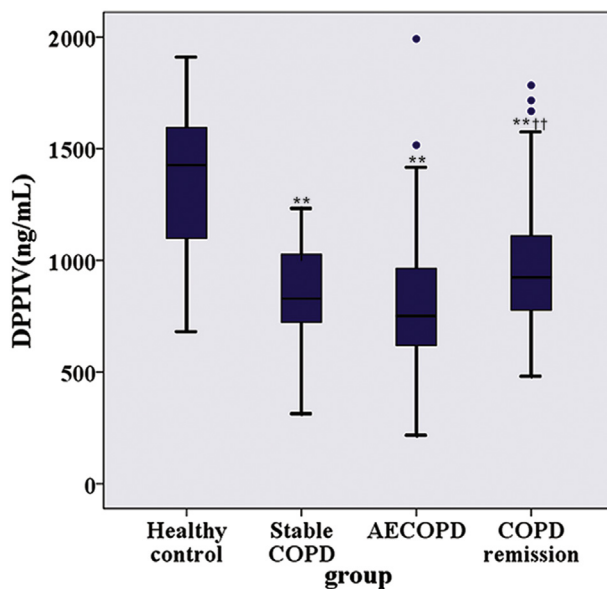 DPPIV(ng/mL)
2000
1500
1000
500
0
**
**
**††
Healthy control
Stable COPD
AECOPD
COPD remission
group